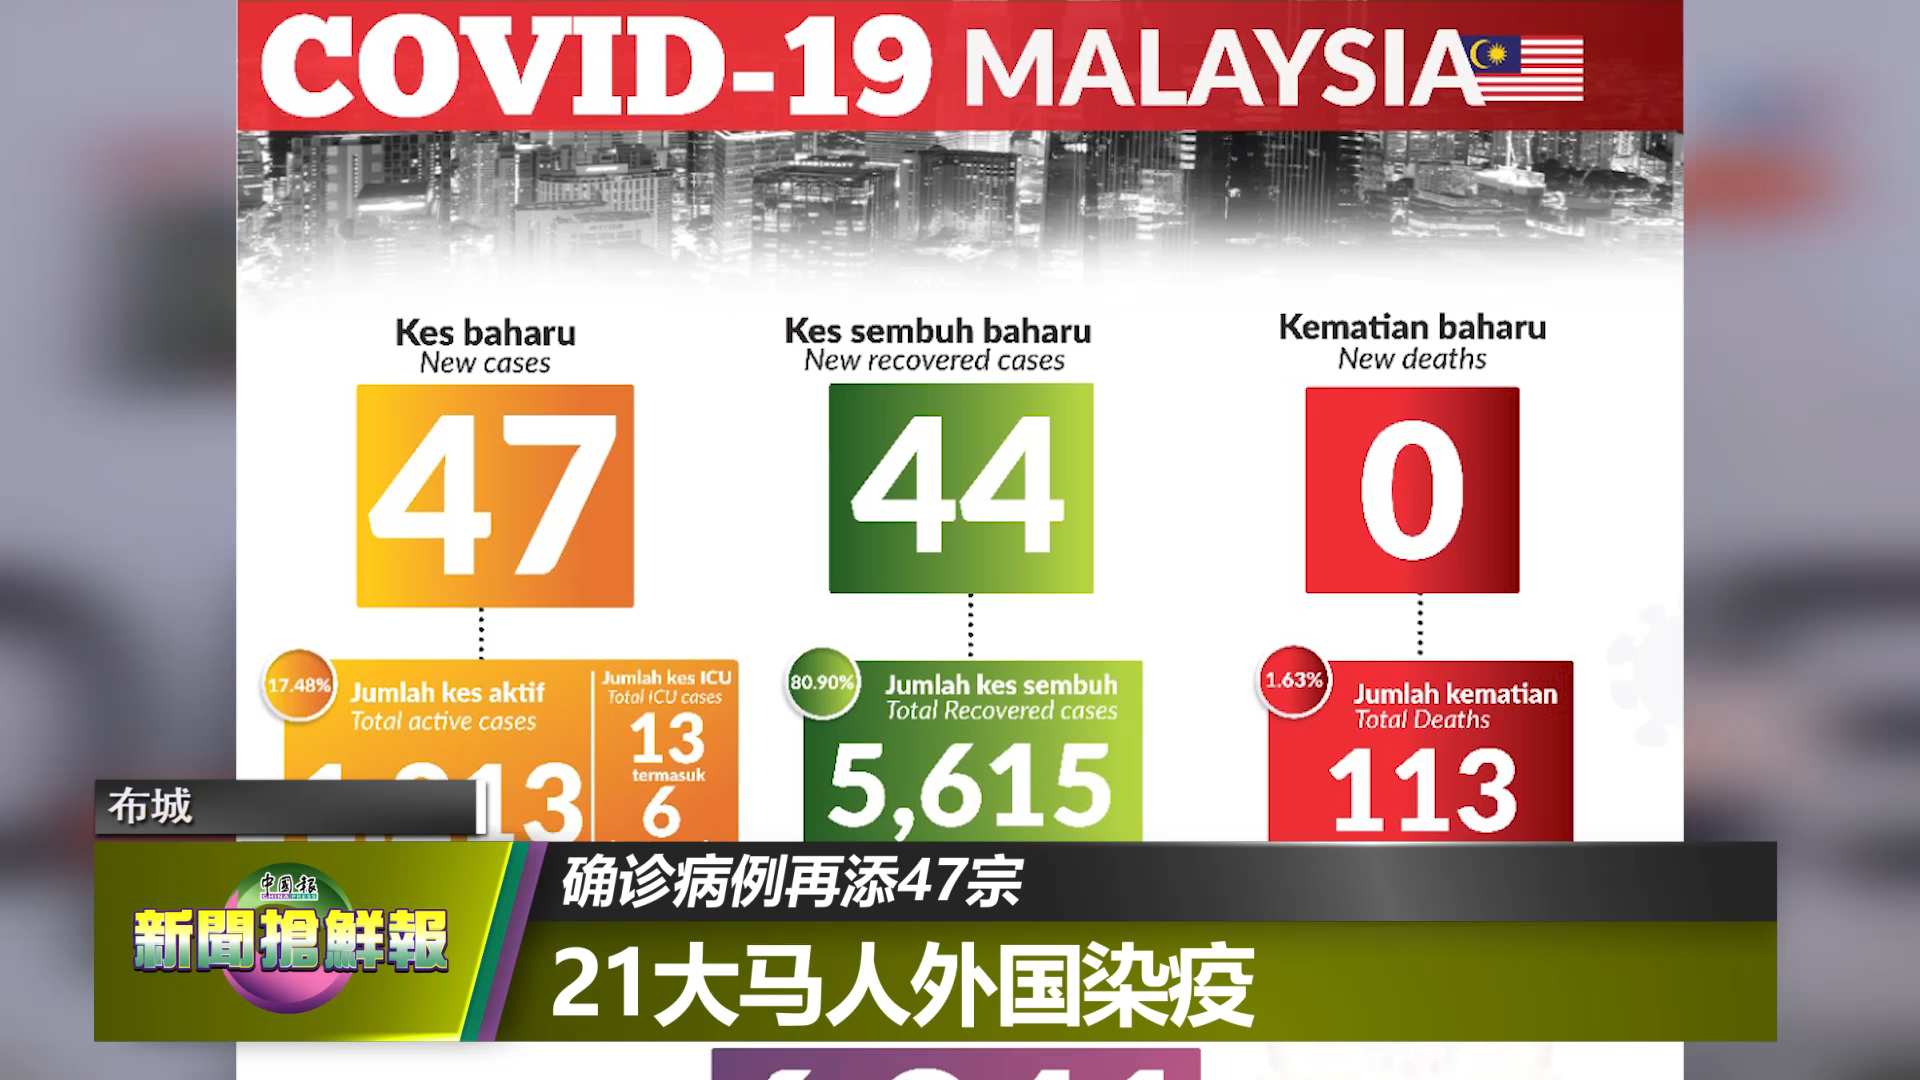 COVID-19 MALAYSIA
Kes baharu
New cases
47
Kes sembuh baharu
New recovered cases
44
Kematian baharu
New deaths
0
17.48%
Jumlah kes aktif
Total active cases
Jumlah kes ICU
Total ICU cases
13
termasuk
6
80.90%
Jumlah kes sembuh
Total Recovered cases
5,615
1.63%
Jumlah kematian
Total Deaths
113
布城
中國報
CHINA PRESS
新聞搶鮮報
确诊病例再添47宗
21大马人外国染疫